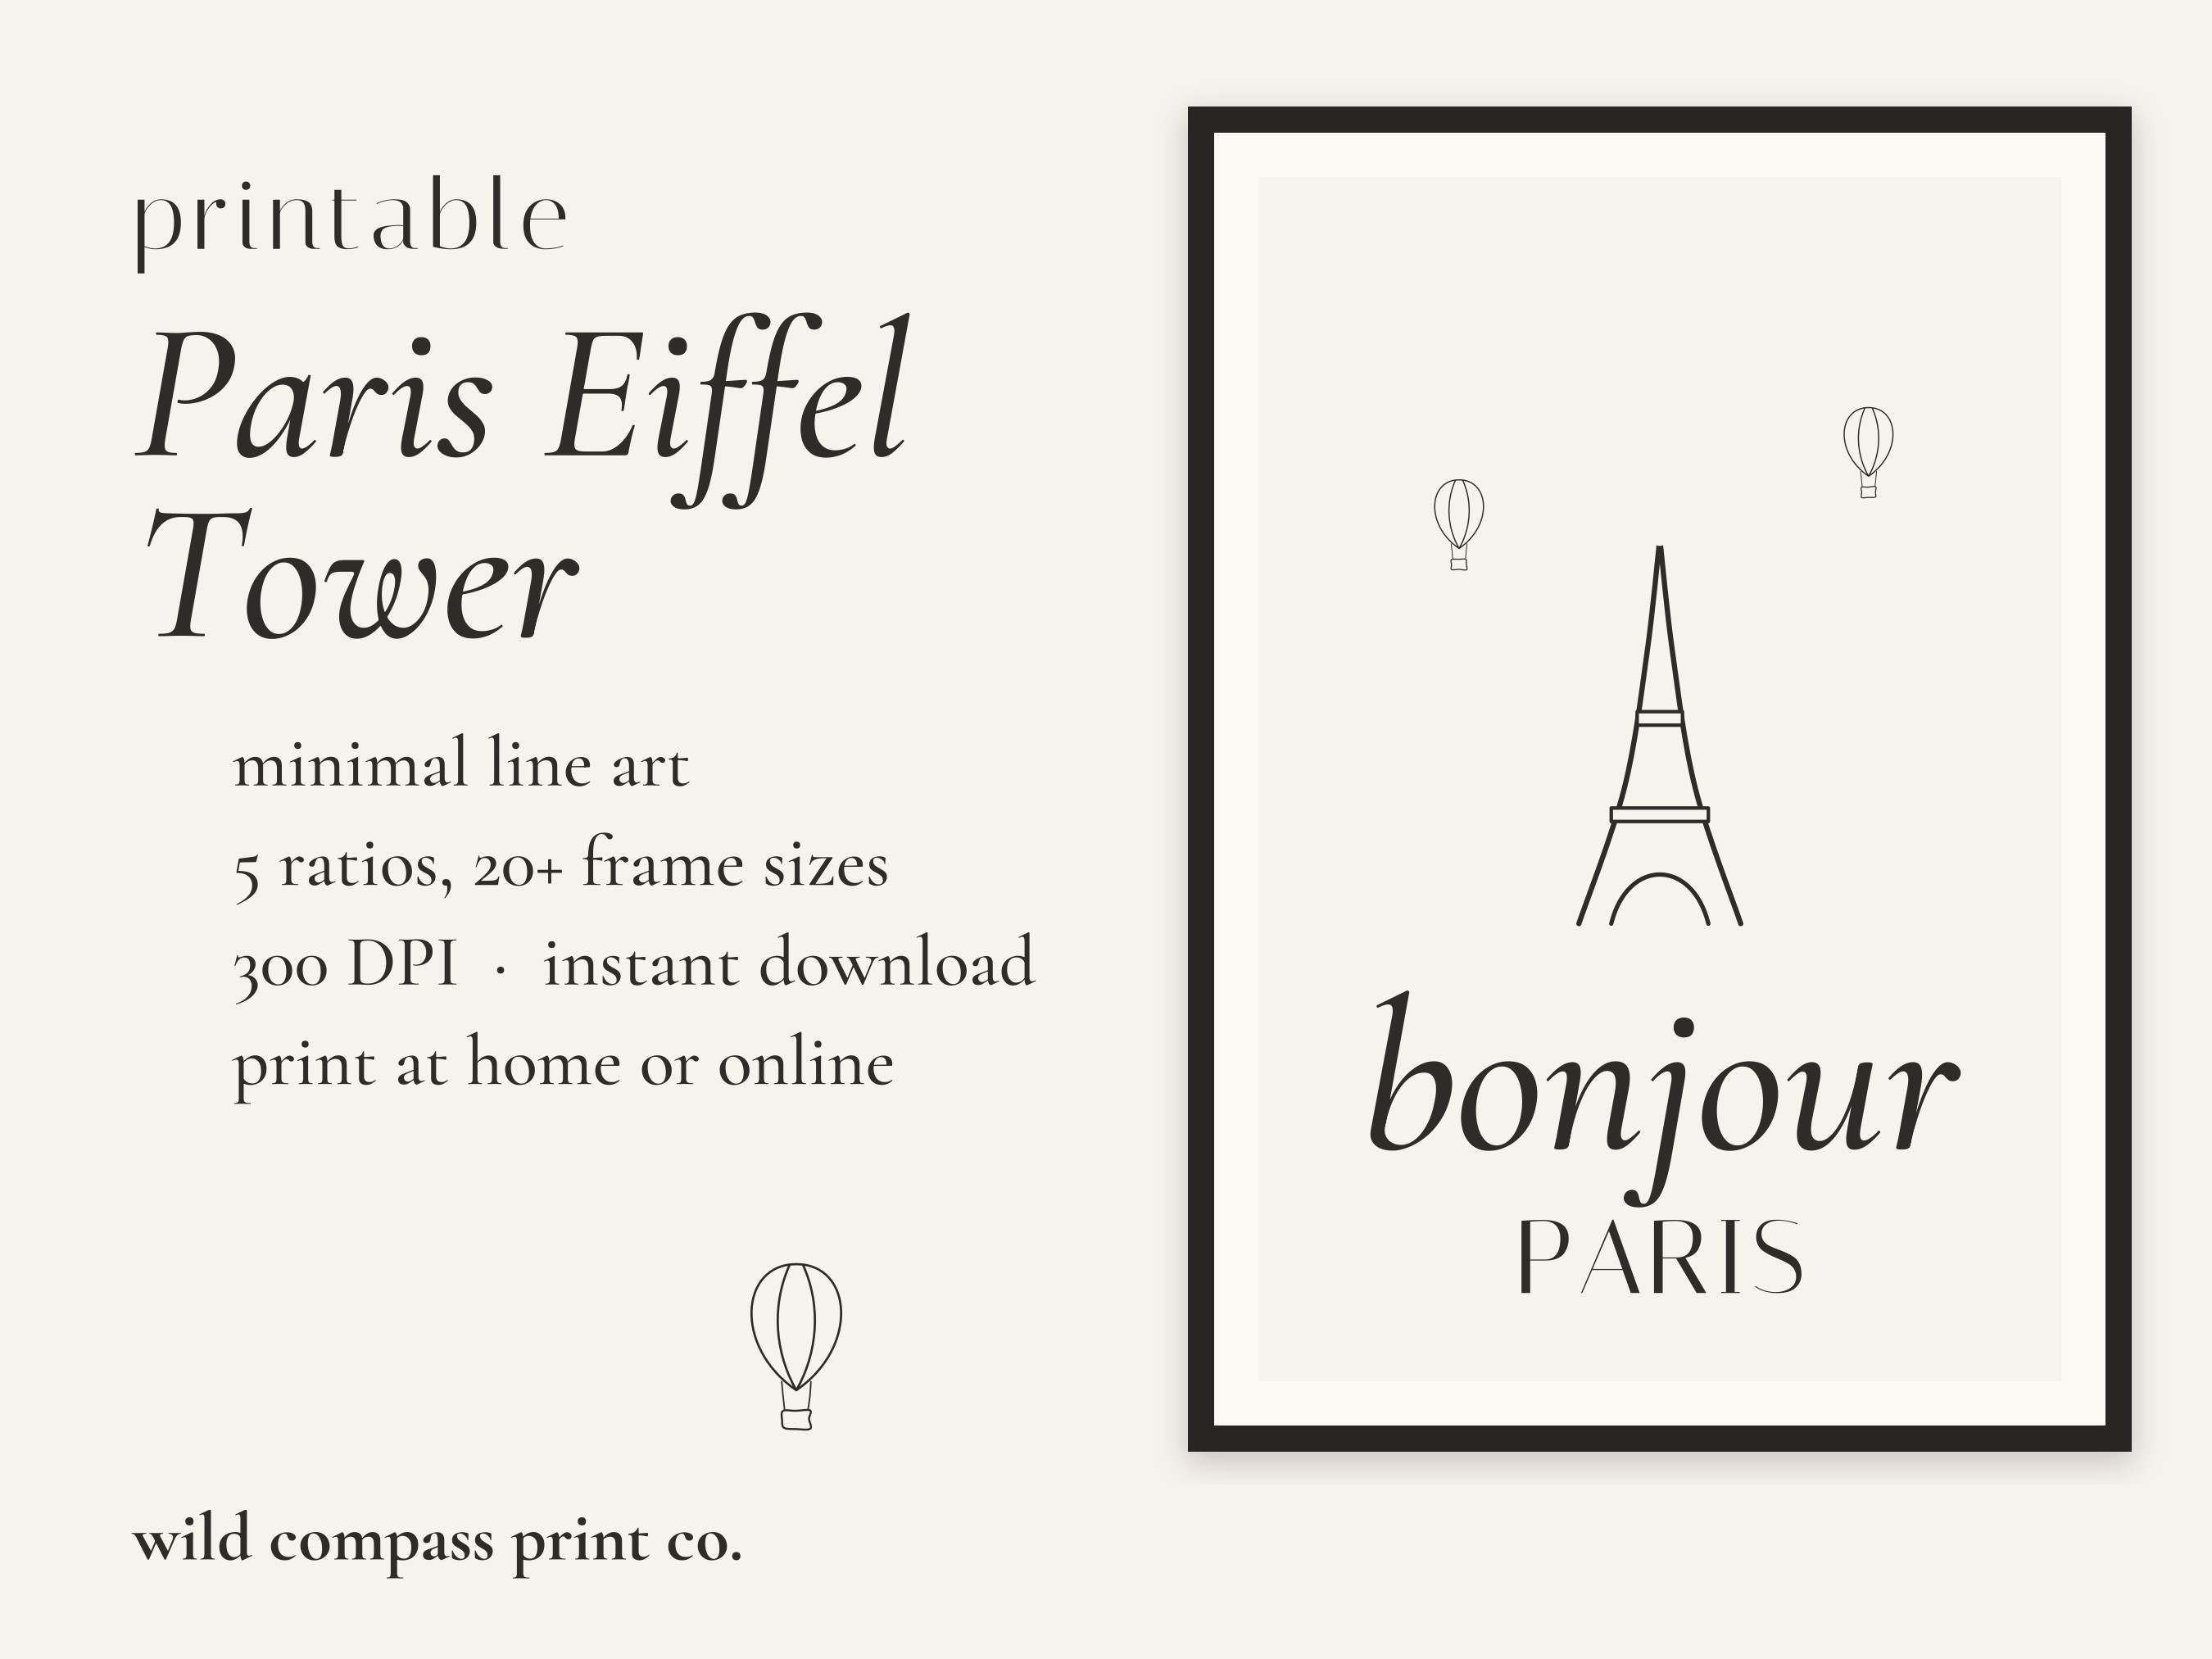 printable
Paris Eiffel
Tower
minimal line art
5 ratios, 20+ frame sizes
300 DPI · instant download
print at home or online
wild compass print co.
bonjour
PARIS